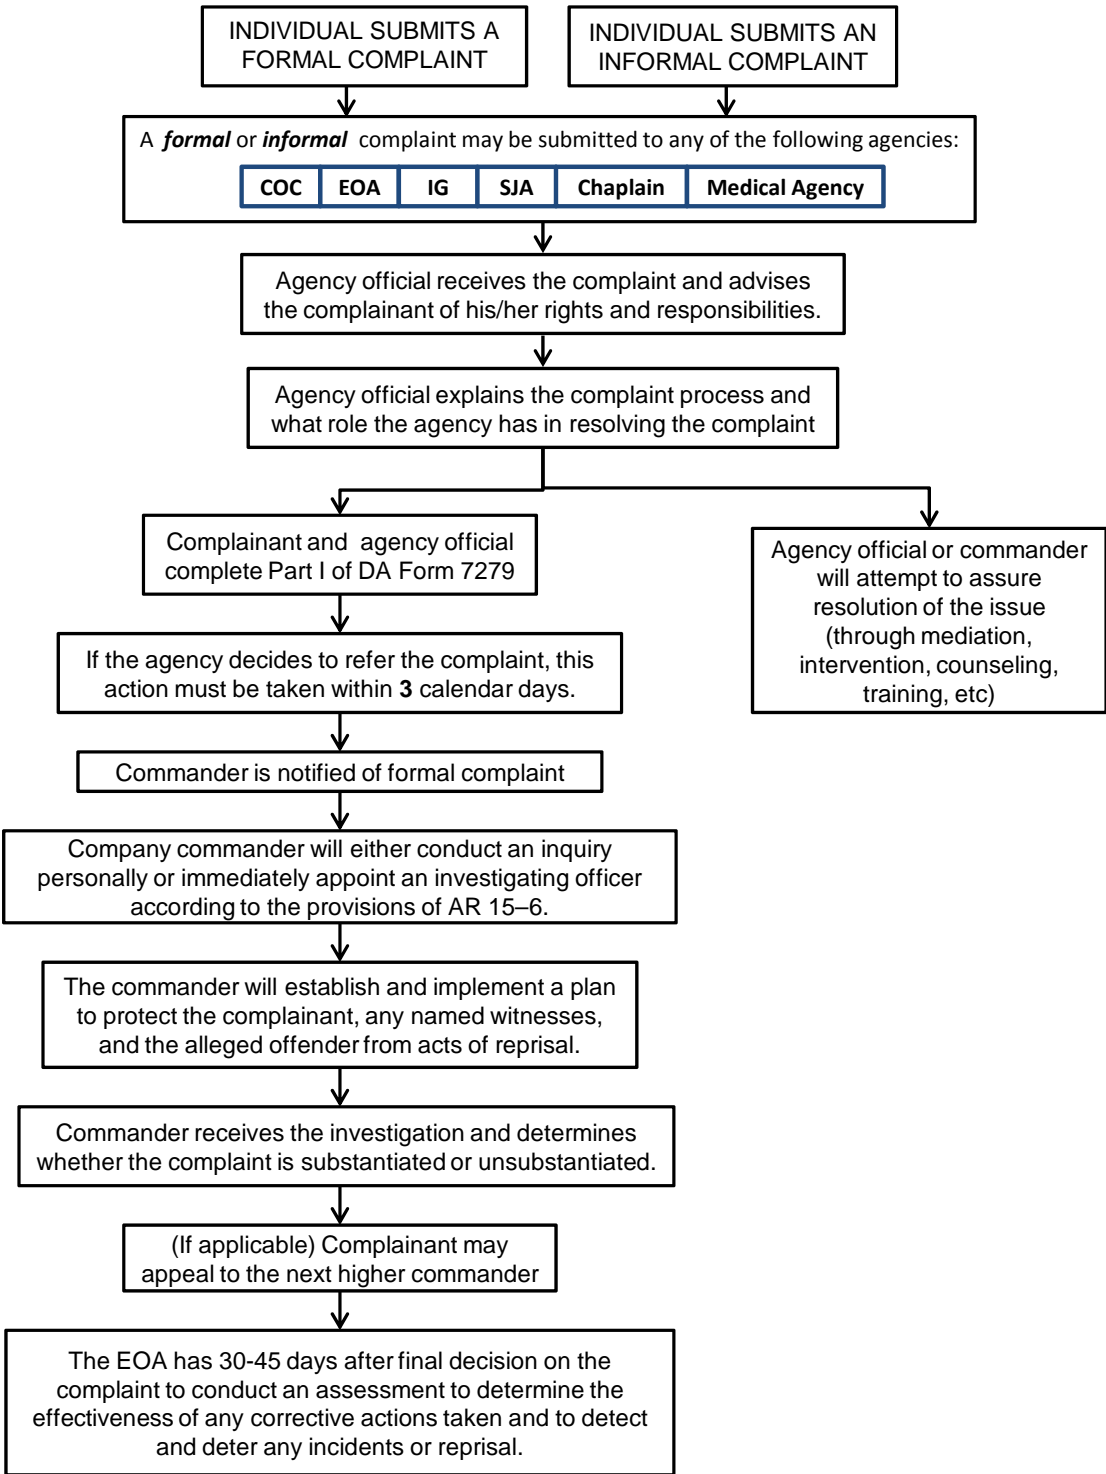 INDIVIDUAL SUBMITS A
FORMAL COMPLAINT
INDIVIDUAL SUBMITS AN
INFORMAL COMPLAINT
A formal or informal complaint may be submitted to any of the following agencies:
COC EOA IG SJA Chaplain Medical Agency
Agency official receives the complaint and advises
the complainant of his/her rights and responsibilities.
Agency official explains the complaint process and
what role the agency has in resolving the complaint
Complainant and agency official
complete Part I of DA Form 7279
Agency official or commander
will attempt to assure
resolution of the issue
(through mediation,
intervention, counseling,
training, etc)
If the agency decides to refer the complaint, this
action must be taken within 3 calendar days.
Commander is notified of formal complaint
Company commander will either conduct an inquiry
personally or immediately appoint an investigating officer
according to the provisions of AR 15–6.
The commander will establish and implement a plan
to protect the complainant, any named witnesses,
and the alleged offender from acts of reprisal.
Commander receives the investigation and determines
whether the complaint is substantiated or unsubstantiated.
(If applicable) Complainant may
appeal to the next higher commander
The EOA has 30-45 days after final decision on the
complaint to conduct an assessment to determine the
effectiveness of any corrective actions taken and to detect
and deter any incidents or reprisal.